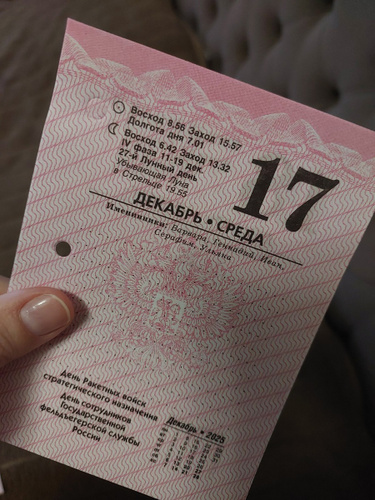 Восход 8.56 Заход 15.57
Долгота дня 7.01
Восход 6.42 Заход 13.32
IV фаза 11-19 дек.
27-й Лунный день
Убывающая Луна
в Стрельце 19.55
17
ДЕКАБРЬ • СРЕДА
Именинники: Варвара, Геннадий, Иван,
Серафим, Ульяна
День Ракетных войск
стратегического назначения
День сотрудников
Государственной
фельдъегерской службы
России
Декабрь • 2025